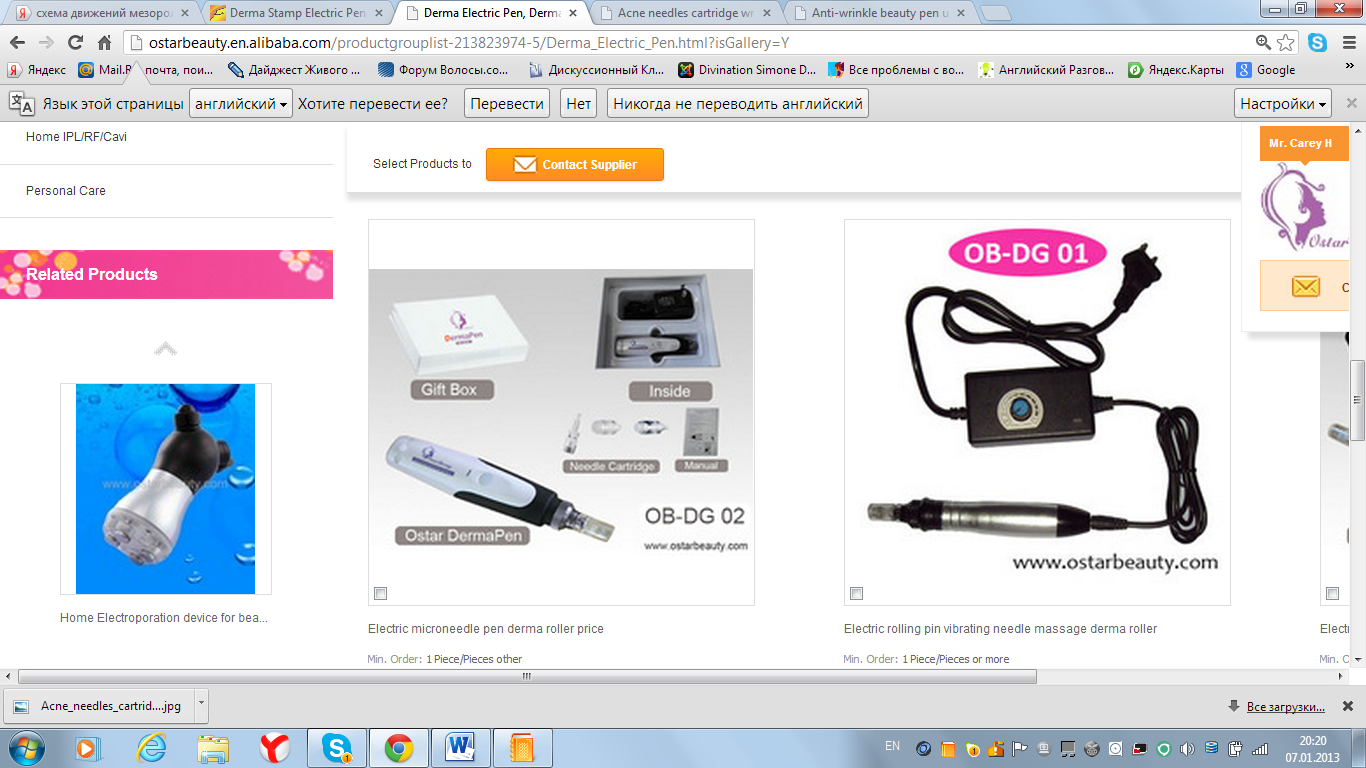 схема движений мезорол
Derma Stamp Electric Pen
Derma Electric Pen, Derma
Acne needles cartridge wr
Anti-wrinkle beauty pen u
ostarbeauty.en.alibaba.com/productgrouplist-213823974-5/Derma_Electric_Pen.html?isGallery=Y
Яндекс
Mail.R
почта, пои...
Дайджест Живого ...
Форум Волосы.co...
Дискуссионный Кл...
Divination Simone D...
Все проблемы с во...
Английский Разгов...
Яндекс.Карты
Google
»
Язык этой страницы
английский
Хотите перевести ее?
Перевести
Нет
Никогда не переводить английский
Настройки
Home IPL/RF/Cavi
Personal Care
Related Products
www.ostarbeauty.com
Home Electroporation device for bea...
Select Products to
Contact Supplier
Mr. Carey H
Ostar
C
DermaPen
Gift Box
Inside
Needle Cartridge
Manual
Ostar DermaPen
OB-DG 02
www.ostarbeauty.com
Electric microneedle pen derma roller price
Min. Order: 1 Piece/Pieces other
OB-DG 01
www.ostarbeauty.com
Electric rolling pin vibrating needle massage derma roller
Min. Order: 1 Piece/Pieces or more
Elect
Min. O
Acne_needles_cartrid....jpg
Все загрузки...
EN
20:20
07.01.2013